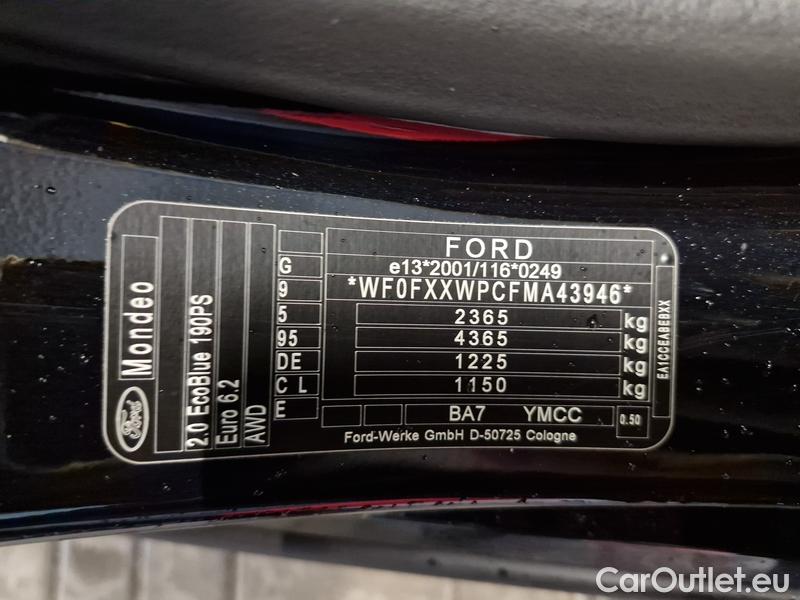 Ford
Mondeo
2.0 EcoBlue 190PS
Euro 6.2
AWD
G
9
5
95
DE
C L
E
FORD
e13*2001/116*0249
*WF0FXXWPCFMA43946*
2365 kg
4365 kg
1225 kg
1150 kg
BA7 YMCC 0.50
Ford-Werke GmbH D-50725 Cologne
EA1CCEABEBXX
CarOutlet.eu